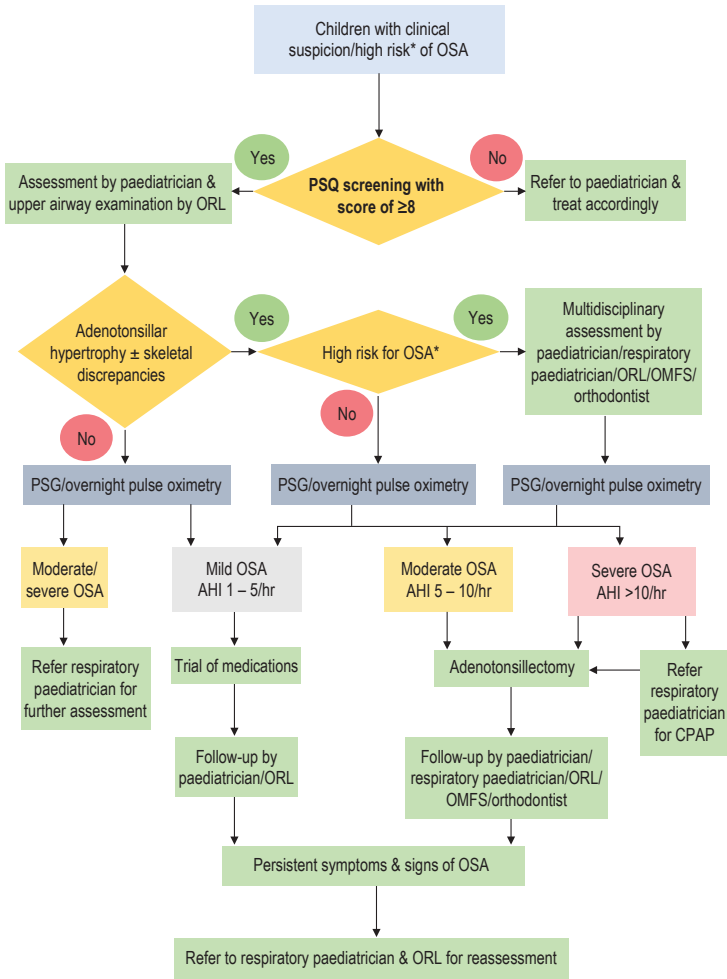 Children with clinical
suspicion/high risk* of OSA
Yes
No
PSQ screening with
score of ≥8
Assessment by paediatrician &
upper airway examination by ORL
Refer to paediatrician &
treat accordingly
Adenotonsillar
hypertrophy ± skeletal
discrepancies
Yes
High risk for OSA*
Yes
Multidisciplinary
assessment by
paediatrician/respiratory
paediatrician/ORL/OMFS/
orthodontist
No
No
PSG/overnight pulse oximetry
PSG/overnight pulse oximetry
PSG/overnight pulse oximetry
Moderate/
severe OSA
Mild OSA
AHI 1 – 5/hr
Moderate OSA
AHI 5 – 10/hr
Severe OSA
AHI >10/hr
Refer respiratory
paediatrician for
further assessment
Trial of medications
Adenotonsillectomy
Refer
respiratory
paediatrician
for CPAP
Follow-up by
paediatrician/ORL
Follow-up by paediatrician/
respiratory paediatrician/ORL/
OMFS/orthodontist
Persistent symptoms & signs of OSA
Refer to respiratory paediatrician & ORL for reassessment